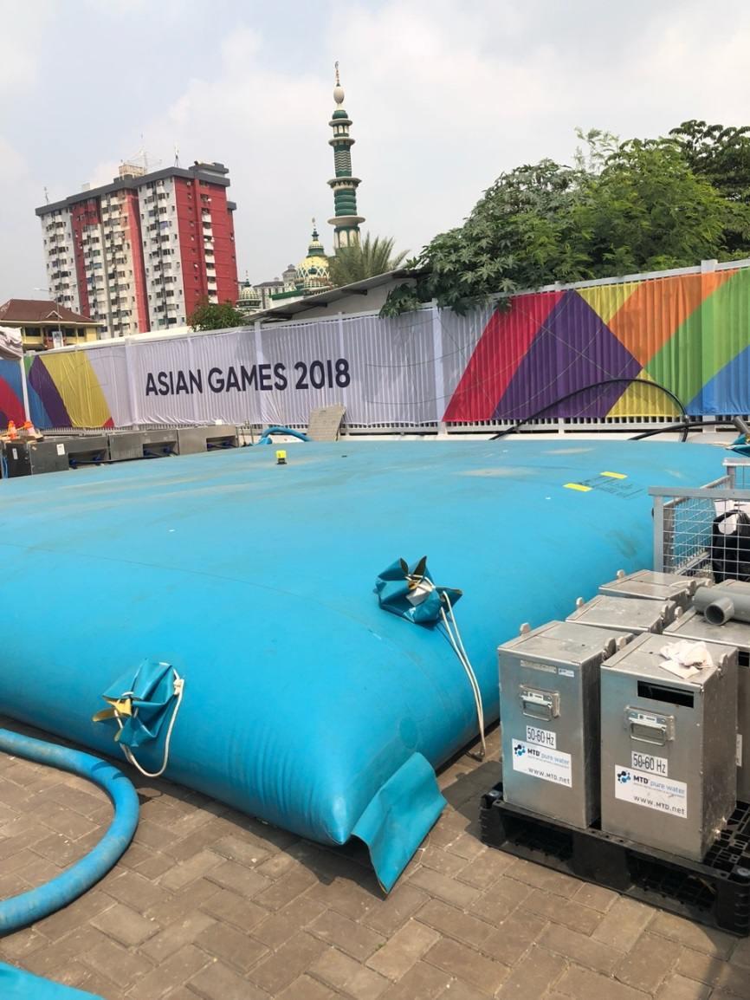 ASIAN GAMES 2018
50-60 Hz
MTD pure water
www.MTD.net
50-60 Hz
MTD pure water
www.MTD.net